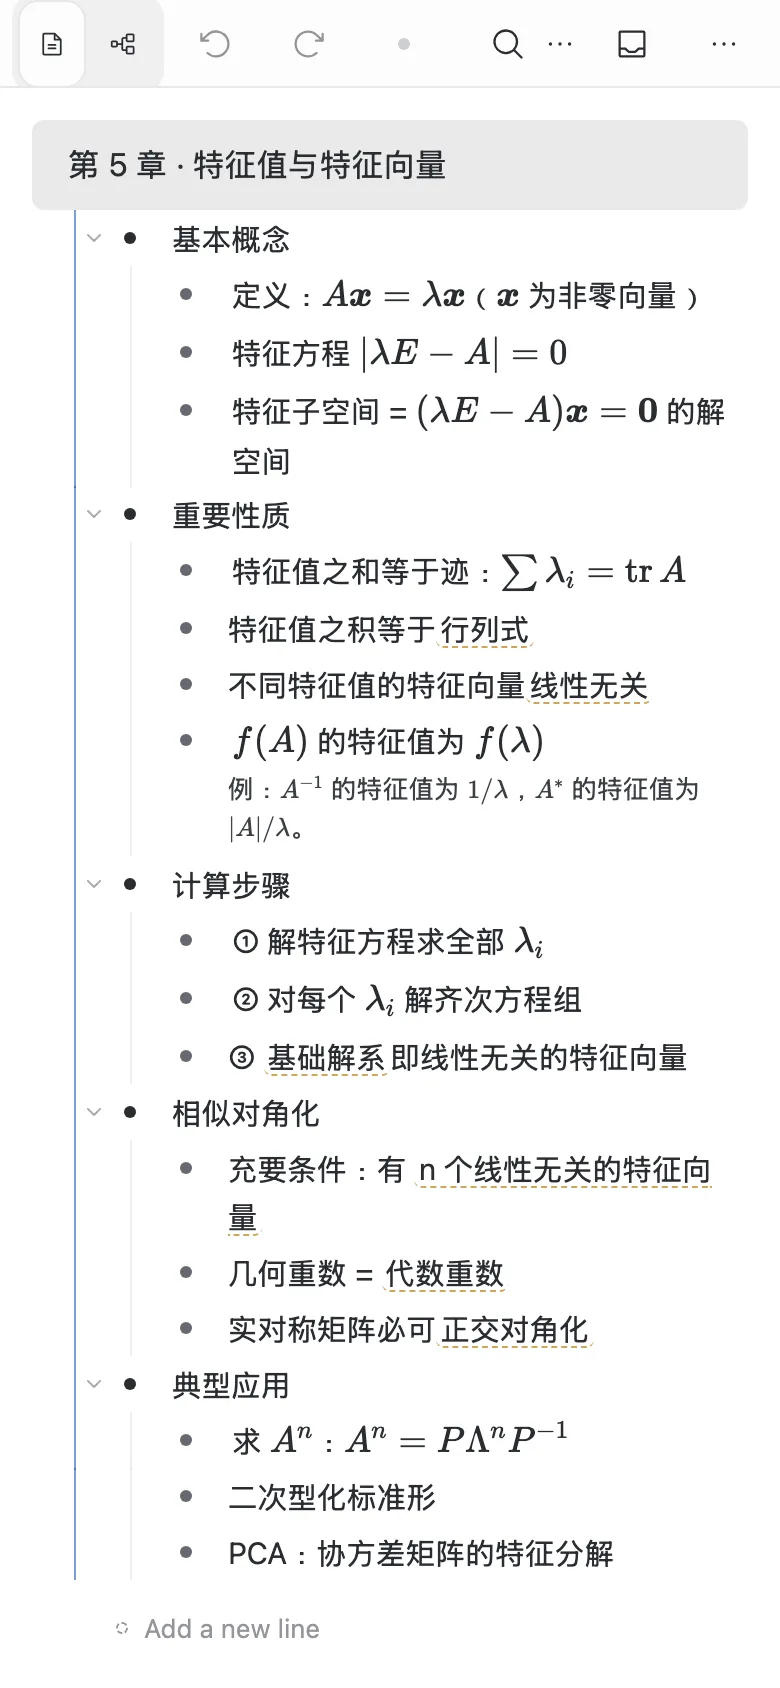 第 5 章 · 特征值与特征向量
基本概念
定义：Ax = λx（x 为非零向量）
特征方程 |λE − A| = 0
特征子空间 = (λE − A)x = 0 的解
空间
重要性质
特征值之和等于迹：∑ λᵢ = tr A
特征值之积等于行列式
不同特征值的特征向量线性无关
f(A) 的特征值为 f(λ)
例：A⁻¹ 的特征值为 1/λ，A* 的特征值为
|A|/λ。
计算步骤
① 解特征方程求全部 λᵢ
② 对每个 λᵢ 解齐次方程组
③ 基础解系即线性无关的特征向量
相似对角化
充要条件：有 n 个线性无关的特征向
量
几何重数 = 代数重数
实对称矩阵必可正交对角化
典型应用
求 Aⁿ：Aⁿ = PΛⁿP⁻¹
二次型化标准形
PCA：协方差矩阵的特征分解
Add a new line